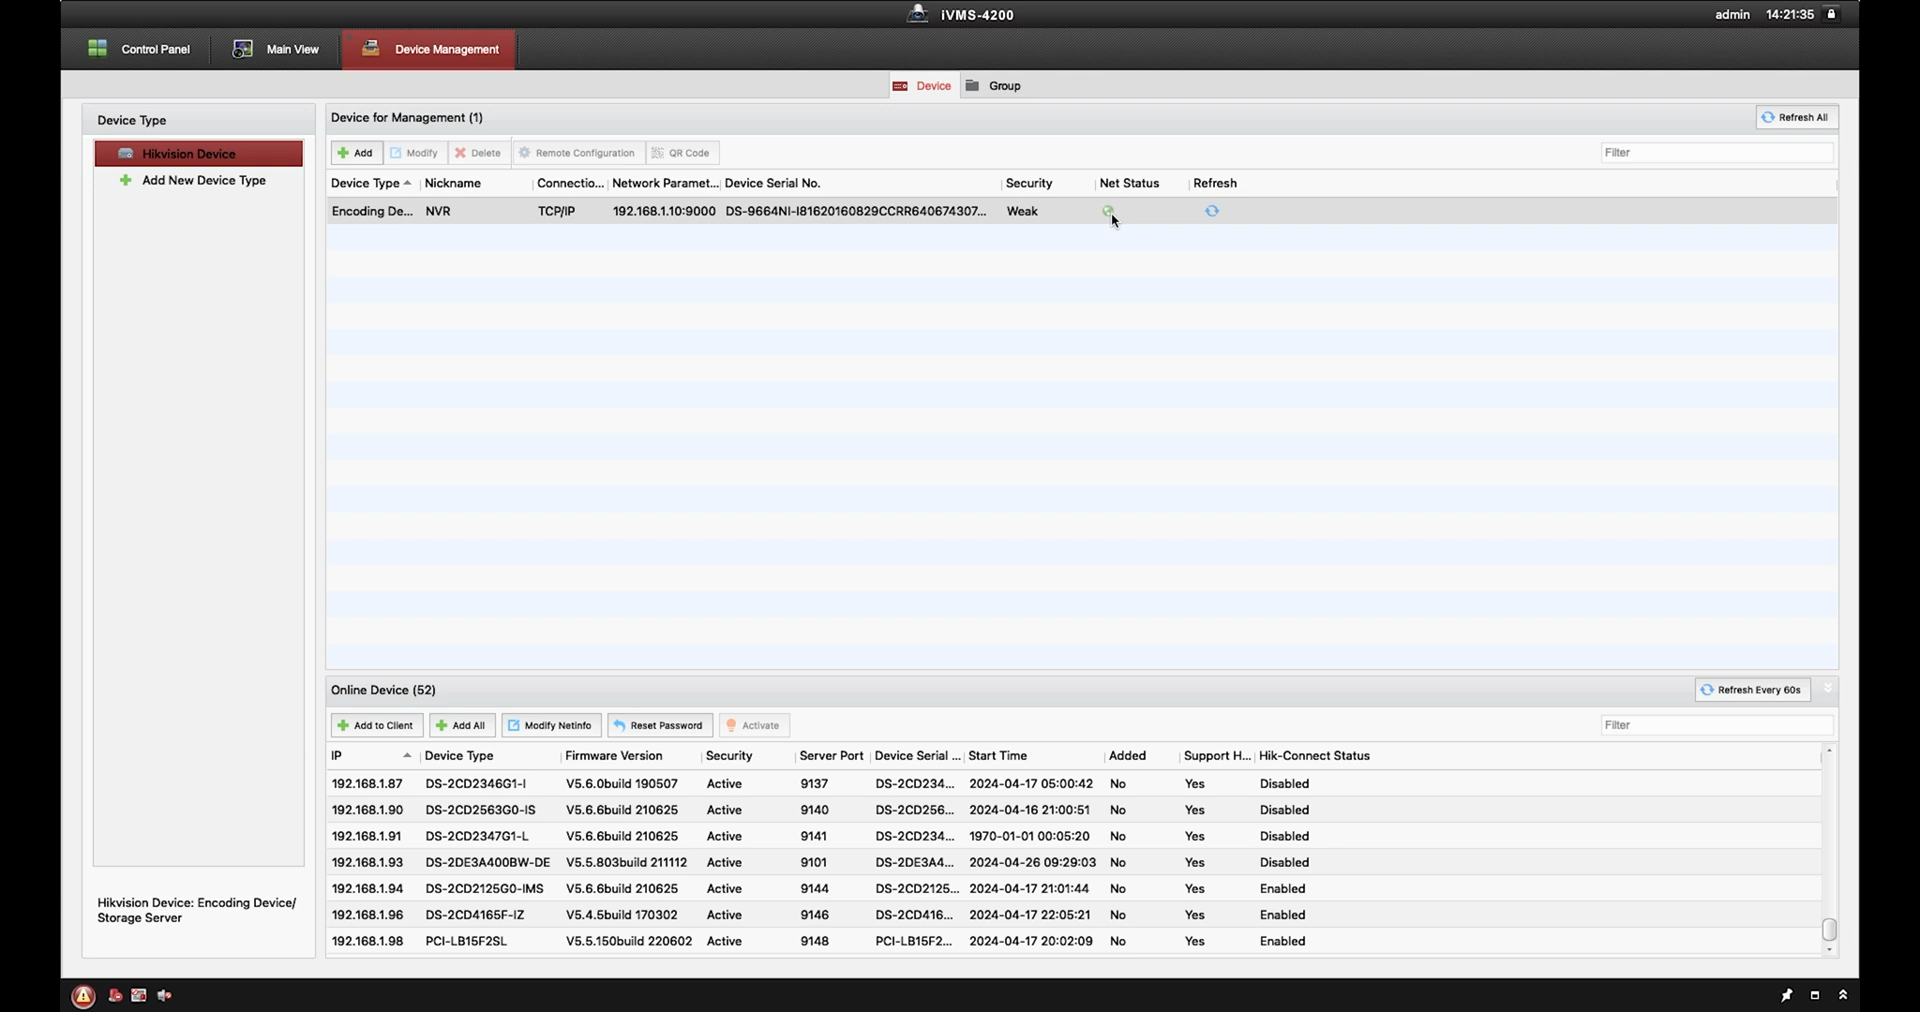 iVMS-4200
admin 14:21:35
Control Panel Main View Device Management
Device Group
Device Type
Hikvision Device
Add New Device Type
Hikvision Device: Encoding Device/
Storage Server
Device for Management (1) Refresh All
Add Modify Delete Remote Configuration QR Code Filter
Device Type Nickname Connectio... Network Paramet... Device Serial No. Security Net Status Refresh
Encoding De... NVR TCP/IP 192.168.1.10:9000 DS-9664NI-I81620160829CCRR640674307... Weak
Online Device (52) Refresh Every 60s
Add to Client Add All Modify Netinfo Reset Password Activate Filter
IP Device Type Firmware Version Security Server Port Device Serial ... Start Time Added Support H... Hik-Connect Status
192.168.1.87 DS-2CD2346G1-I V5.6.0build 190507 Active 9137 DS-2CD234... 2024-04-17 05:00:42 No Yes Disabled
192.168.1.90 DS-2CD2563G0-IS V5.6.6build 210625 Active 9140 DS-2CD256... 2024-04-16 21:00:51 No Yes Disabled
192.168.1.91 DS-2CD2347G1-L V5.6.6build 210625 Active 9141 DS-2CD234... 1970-01-01 00:05:20 No Yes Disabled
192.168.1.93 DS-2DE3A400BW-DE V5.5.803build 211112 Active 9101 DS-2DE3A4... 2024-04-26 09:29:03 No Yes Disabled
192.168.1.94 DS-2CD2125G0-IMS V5.6.6build 210625 Active 9144 DS-2CD2125... 2024-04-17 21:01:44 No Yes Enabled
192.168.1.96 DS-2CD4165F-IZ V5.4.5build 170302 Active 9146 DS-2CD416... 2024-04-17 22:05:21 No Yes Enabled
192.168.1.98 PCI-LB15F2SL V5.5.150build 220602 Active 9148 PCI-LB15F2... 2024-04-17 20:02:09 No Yes Enabled